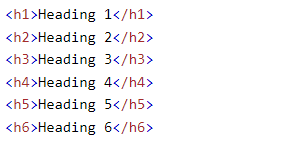 <h1>Heading 1</h1>
<h2>Heading 2</h2>
<h3>Heading 3</h3>
<h4>Heading 4</h4>
<h5>Heading 5</h5>
<h6>Heading 6</h6>